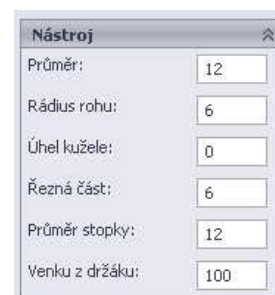 Nástroj
Průměr: 12
Rádius rohu: 6
Úhel kužele: 0
Řezná část: 6
Průměr stopky: 12
Venku z držáku: 100